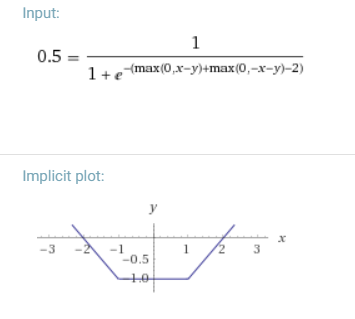 Input:
0.5 = 1 / 1 + e^-(max(0,x-y)+max(0,-x-y)-2)
Implicit plot:
y
x
-3 -2 -1 1 2 3
-0.5
-1.0